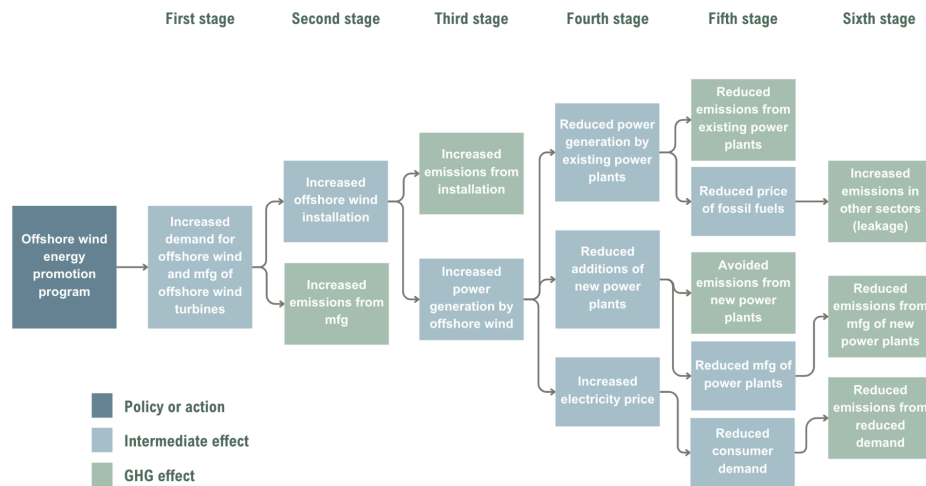 First stage
Second stage
Third stage
Fourth stage
Fifth stage
Sixth stage
Offshore wind
energy
promotion
program
Increased
demand for
offshore wind
and mfg of
offshore wind
turbines
Increased
offshore wind
installation
Increased
emissions from
mfg
Increased
emissions from
installation
Increased
power
generation by
offshore wind
Reduced power
generation by
existing power
plants
Reduced
additions of
new power
plants
Increased
electricity price
Reduced
emissions from
existing power
plants
Reduced price
of fossil fuels
Avoided
emissions from
new power
plants
Reduced mfg of
power plants
Reduced
consumer
demand
Increased
emissions in
other sectors
(leakage)
Reduced
emissions from
mfg of new
power plants
Reduced
emissions from
reduced
demand
Policy or action
Intermediate effect
GHG effect